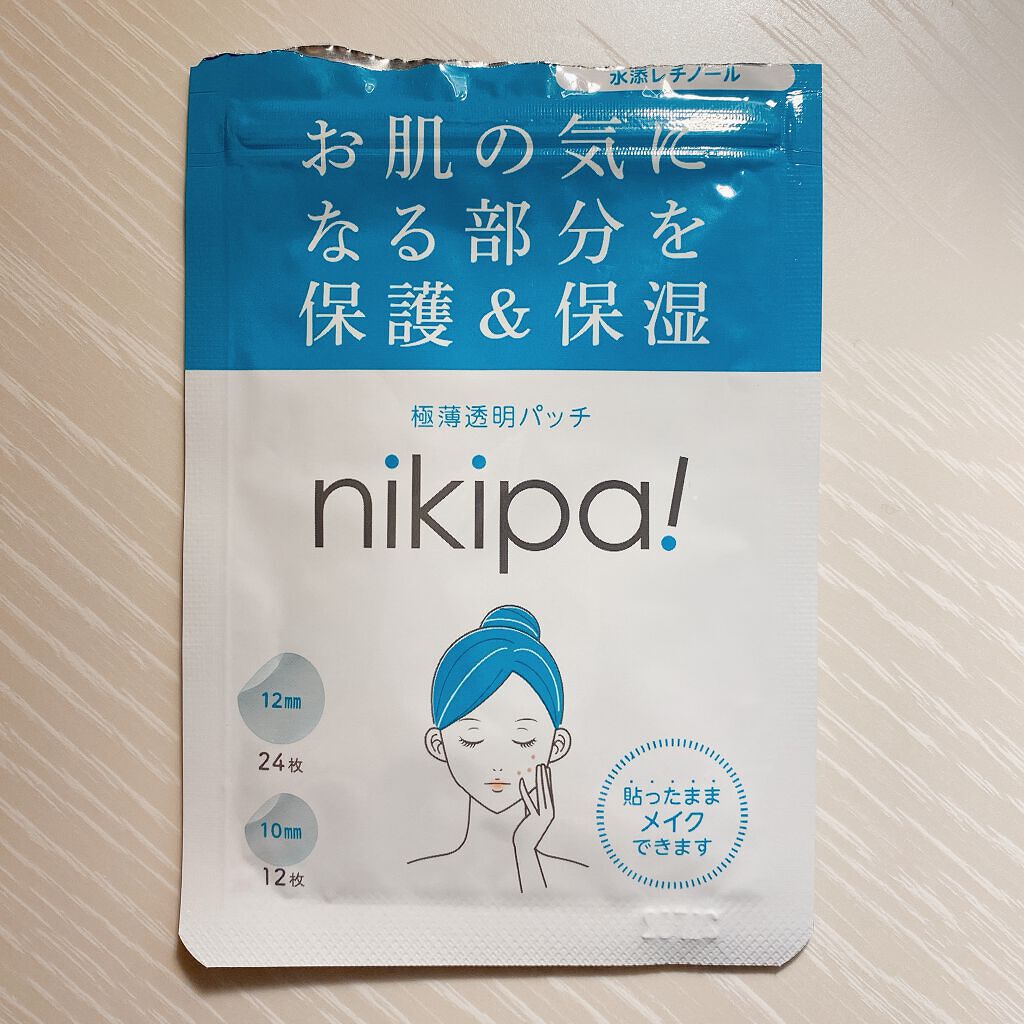 水添レチノール
お肌の気に
なる部分を
保護&保湿
極薄透明パッチ
nikipa!
12mm
24枚
10mm
12枚
貼ったまま
メイク
できます